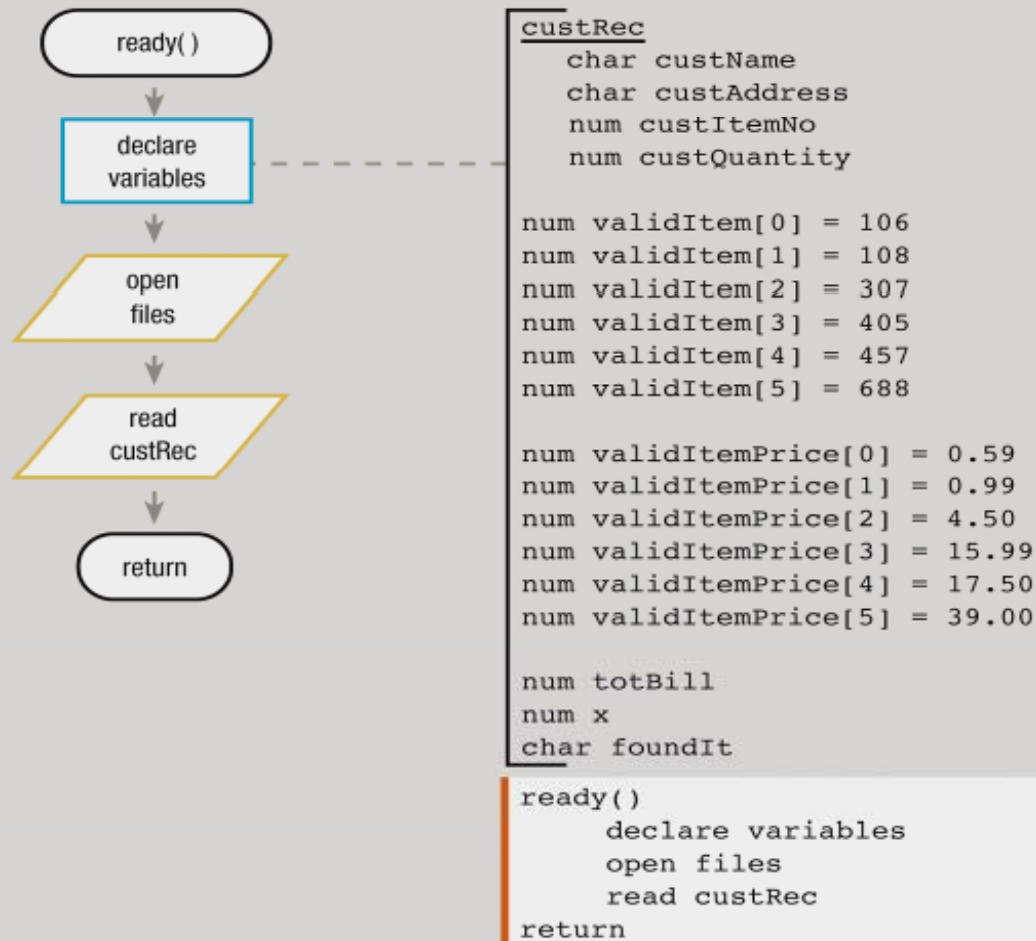 ready( )
declare
variables
open
files
read
custRec
return
custRec
char custName
char custAddress
num custItemNo
num custQuantity
num validItem[0] = 106
num validItem[1] = 108
num validItem[2] = 307
num validItem[3] = 405
num validItem[4] = 457
num validItem[5] = 688
num validItemPrice[0] = 0.59
num validItemPrice[1] = 0.99
num validItemPrice[2] = 4.50
num validItemPrice[3] = 15.99
num validItemPrice[4] = 17.50
num validItemPrice[5] = 39.00
num totBill
num x
char foundIt
ready()
declare variables
open files
read custRec
return